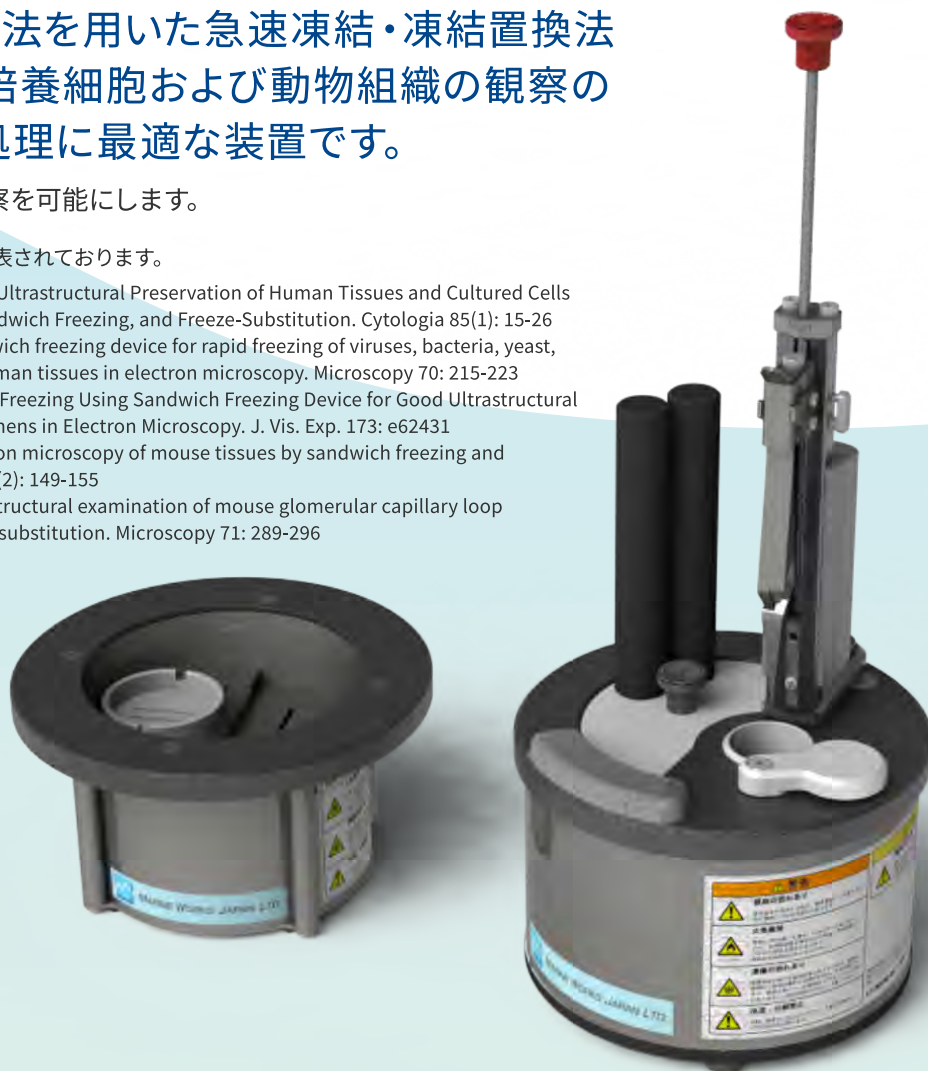 法を用いた急速凍結・凍結置換法
培養細胞および動物組織の観察の
処理に最適な装置です。
察を可能にします。
表されております。
Ultrastructural Preservation of Human Tissues and Cultured Cells
dwich Freezing, and Freeze-Substitution. Cytologia 85(1): 15-26
wich freezing device for rapid freezing of viruses, bacteria, yeast,
man tissues in electron microscopy. Microscopy 70: 215-223
Freezing Using Sandwich Freezing Device for Good Ultrastructural
mens in Electron Microscopy. J. Vis. Exp. 173: e62431
on microscopy of mouse tissues by sandwich freezing and
(2): 149-155
structural examination of mouse glomerular capillary loop
substitution. Microscopy 71: 289-296
MARINE WORKS JAPAN LTD.
MARINE WORKS JAPAN LTD.
警告